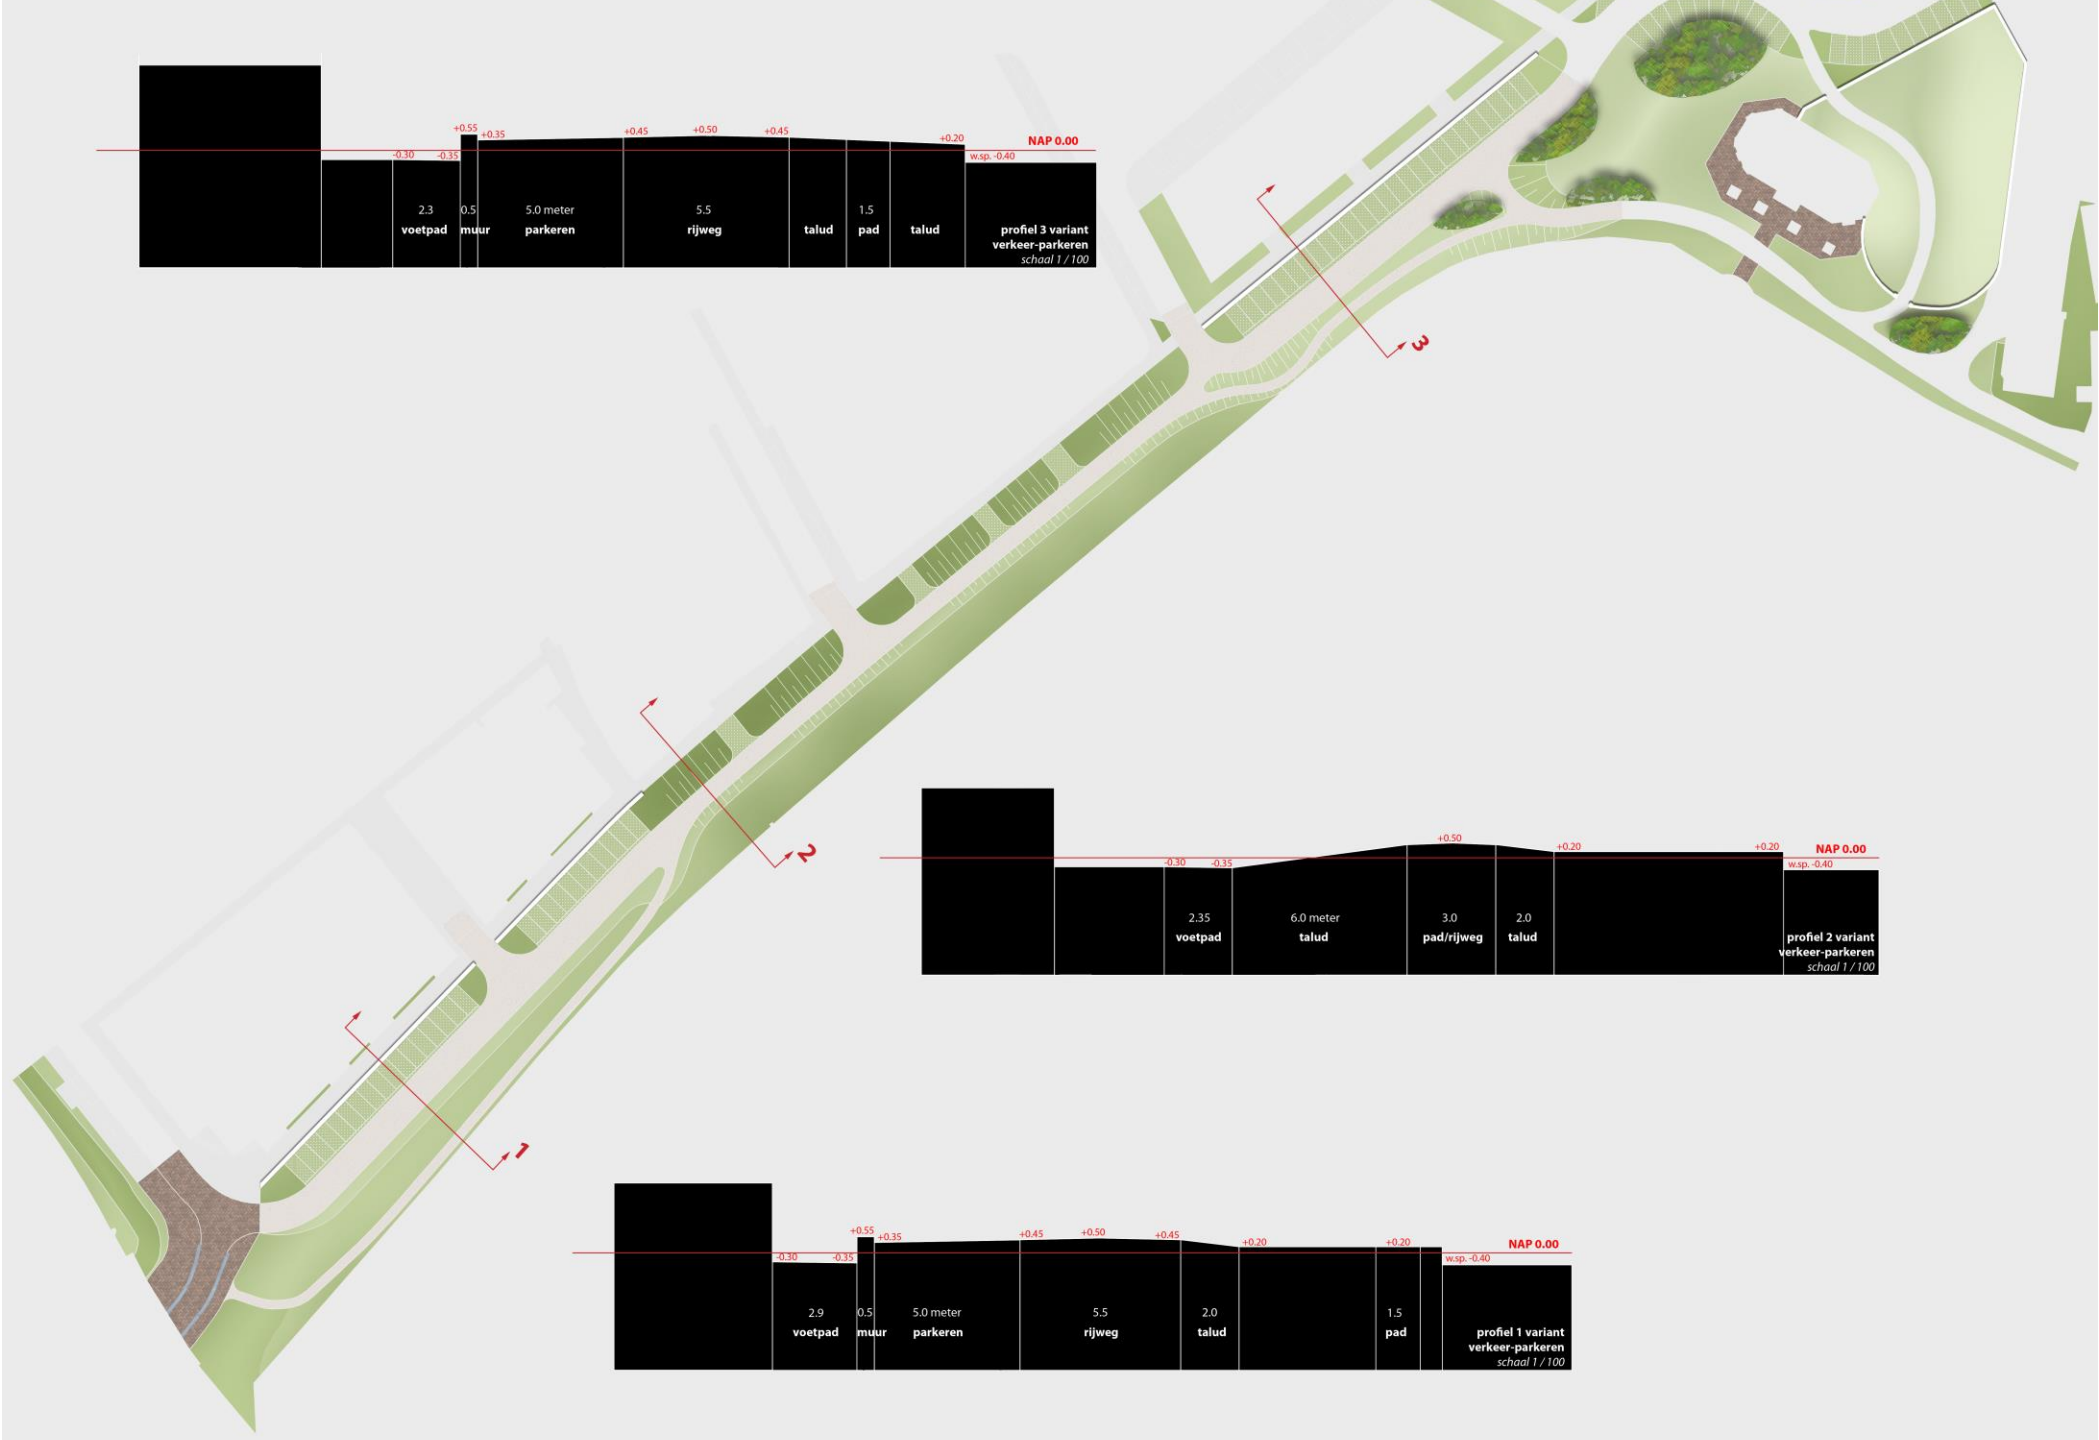 +0.55
+0.35
+0.45
+0.50
+0.45
+0.20
NAP 0.00
-0.30
-0.35
w.sp. -0.40
2.3
0.5
5.0 meter
5.5
1.5
voetpad
muur
parkeren
rijweg
talud
pad
talud
profiel 3 variant
verkeer-parkeren
schaal 1 / 100
3
2
+0.50
+0.20
+0.20
NAP 0.00
-0.30
-0.35
w.sp. -0.40
2.35
6.0 meter
3.0
2.0
voetpad
talud
pad/rijweg
talud
profiel 2 variant
verkeer-parkeren
schaal 1 / 100
1
+0.55
+0.35
+0.45
+0.50
+0.45
+0.20
+0.20
NAP 0.00
-0.30
-0.35
w.sp. -0.40
2.9
0.5
5.0 meter
5.5
2.0
1.5
voetpad
muur
parkeren
rijweg
talud
pad
profiel 1 variant
verkeer-parkeren
schaal 1 / 100